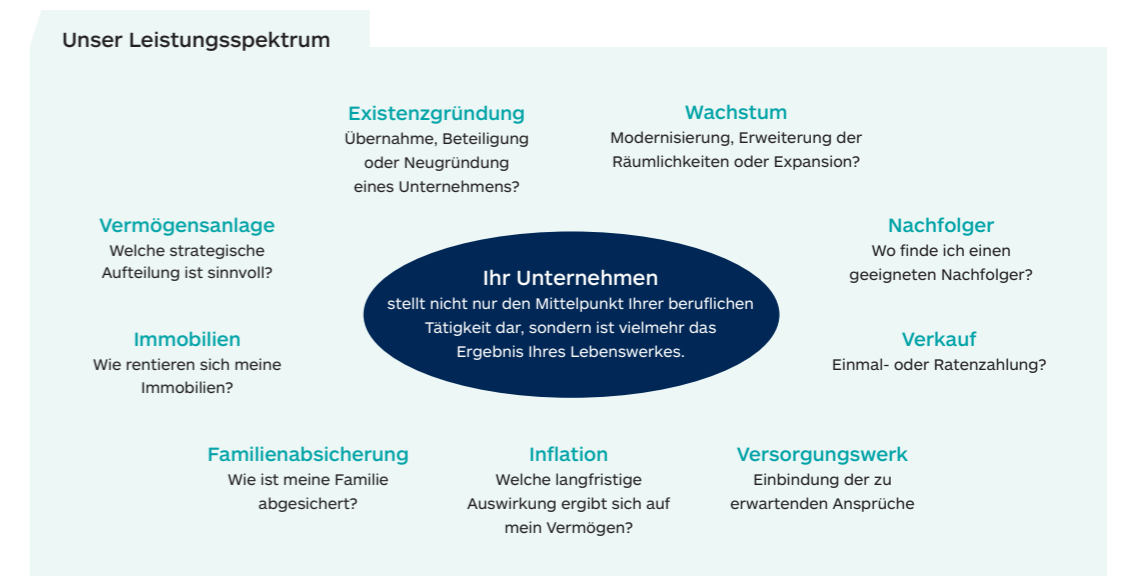 Unser Leistungsspektrum
Existenzgründung
Übernahme, Beteiligung
oder Neugründung
eines Unternehmens?
Wachstum
Modernisierung, Erweiterung der
Räumlichkeiten oder Expansion?
Vermögensanlage
Welche strategische
Aufteilung ist sinnvoll?
Nachfolger
Wo finde ich einen
geeigneten Nachfolger?
Ihr Unternehmen
stellt nicht nur den Mittelpunkt Ihrer beruflichen
Tätigkeit dar, sondern ist vielmehr das
Ergebnis Ihres Lebenswerkes.
Immobilien
Wie rentieren sich meine
Immobilien?
Verkauf
Einmal- oder Ratenzahlung?
Familienabsicherung
Wie ist meine Familie
abgesichert?
Inflation
Welche langfristige
Auswirkung ergibt sich auf
mein Vermögen?
Versorgungswerk
Einbindung der zu
erwartenden Ansprüche